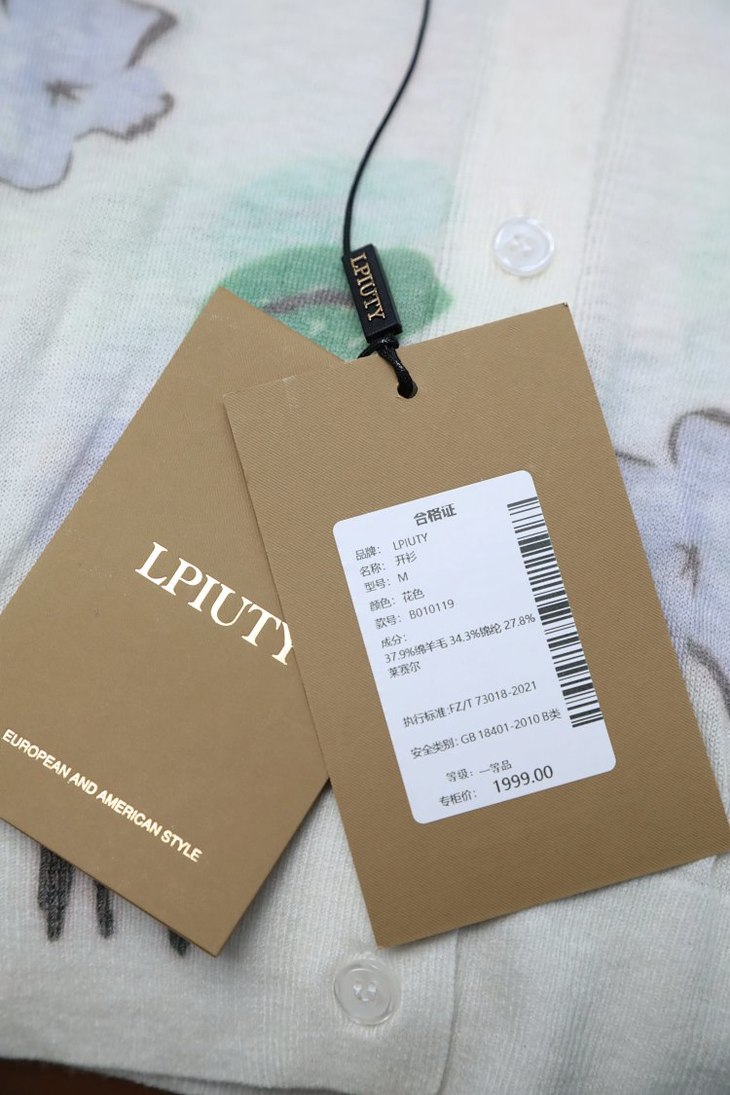 LPIUTY
LPIUTY
EUROPEAN AND AMERICAN STYLE
合格证
品牌: LPIUTY
名称: 开衫
型号: M
颜色: 花色
款号: B010119
成分:
37.9%绵羊毛 34.3%锦纶 27.8%
莱赛尔
执行标准:FZ/T 73018-2021
安全类别: GB 18401-2010 B类
等级: 一等品
专柜价: 1999.00